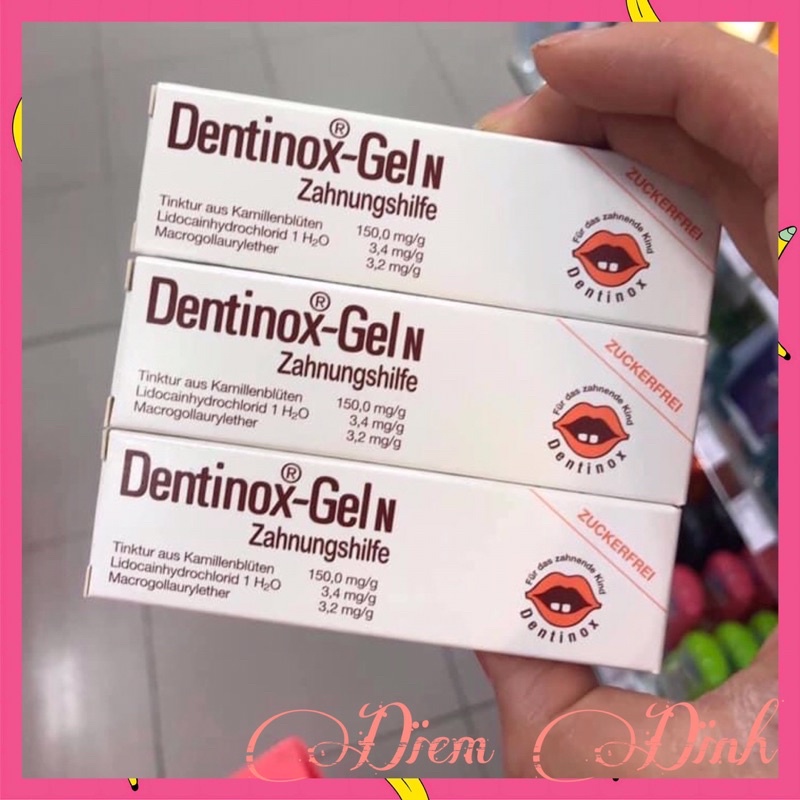 Dentinox®-Gel N
Zahnungshilfe
Tinktur aus Kamillenblüten 150,0 mg/g
Lidocainhydrochlorid 1 H₂O 3,4 mg/g
Macrogollaurylether 3,2 mg/g
ZUCKERFREI
Für das zahnende Kind
Dentinox
Dentinox®-Gel N
Zahnungshilfe
Tinktur aus Kamillenblüten 150,0 mg/g
Lidocainhydrochlorid 1 H₂O 3,4 mg/g
Macrogollaurylether 3,2 mg/g
ZUCKERFREI
Für das zahnende Kind
Dentinox
Dentinox®-Gel N
Zahnungshilfe
Tinktur aus Kamillenblüten 150,0 mg/g
Lidocainhydrochlorid 1 H₂O 3,4 mg/g
Macrogollaurylether 3,2 mg/g
ZUCKERFREI
Für das zahnende Kind
Dentinox
Diem Dinh